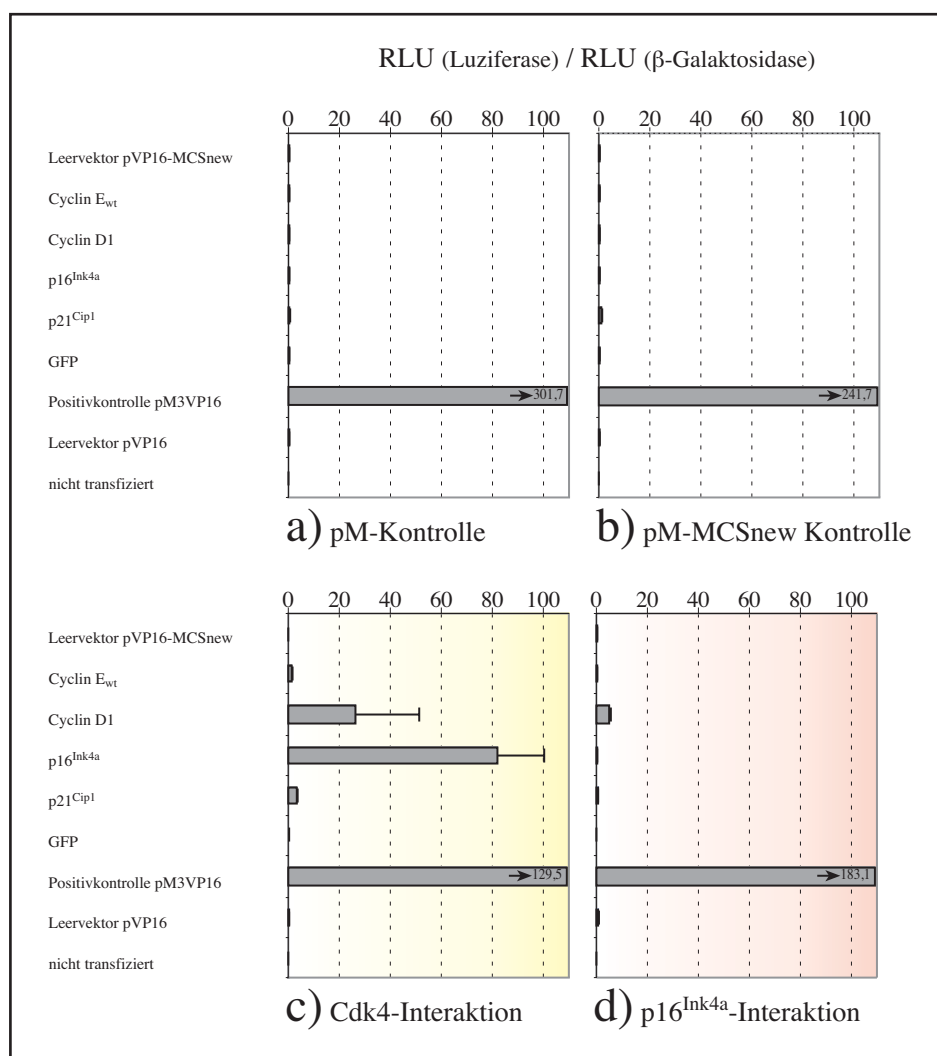 RLU (Luziferase) / RLU (β-Galaktosidase)
0 20 40 60 80 100
0 20 40 60 80 100
Leervektor pVP16-MCSnew
Cyclin Ewt
Cyclin D1
p16Ink4a
p21Cip1
GFP
Positivkontrolle pM3VP16
301,7
241,7
Leervektor pVP16
nicht transfiziert
a) pM-Kontrolle
b) pM-MCSnew Kontrolle
0 20 40 60 80 100
0 20 40 60 80 100
Leervektor pVP16-MCSnew
Cyclin Ewt
Cyclin D1
p16Ink4a
p21Cip1
GFP
Positivkontrolle pM3VP16
129,5
183,1
Leervektor pVP16
nicht transfiziert
c) Cdk4-Interaktion
d) p16Ink4a-Interaktion